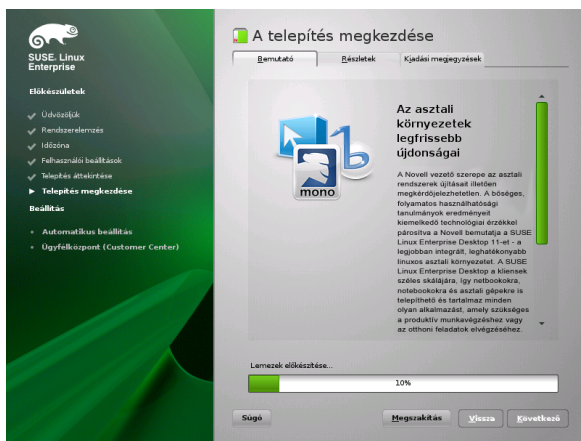 SUSE. Linux
Enterprise
Előkészületek
Üdvözöljük
Rendszerelemzés
Időzóna
Felhasználói beállítások
Telepítés áttekintése
Telepítés megkezdése
Beállítás
Automatikus beállítás
Ügyfélközpont (Customer Center)
A telepítés megkezdése
Bemutató
Részletek
Kiadási megjegyzések
mono
Az asztali
környezetek
legfrissebb
újdonságai
A Novell vezető szerepe az asztali
rendszerek újításait illetően
megkérdőjelezhetetlen. A bőséges,
folyamatos használhatósági
tanulmányok eredményeit
kiemelkedő technológiai érzékkel
párosítva a Novell bemutatja a SUSE
Linux Enterprise Desktop 11-et - a
legjobban integrált, leghatékonyabb
linuxos asztali környezetet. A SUSE
Linux Enterprise Desktop a kliensek
széles skálájára, így netbookokra,
notebookokra és asztali gépekre is
telepíthető és tartalmaz minden
olyan alkalmazást, amely szükséges
a produktív munkavégzéshez vagy
az otthoni feladatok elvégzéséhez.
Lemezek előkészítése...
10%
Súgó
Megszakítás
Vissza
Következő